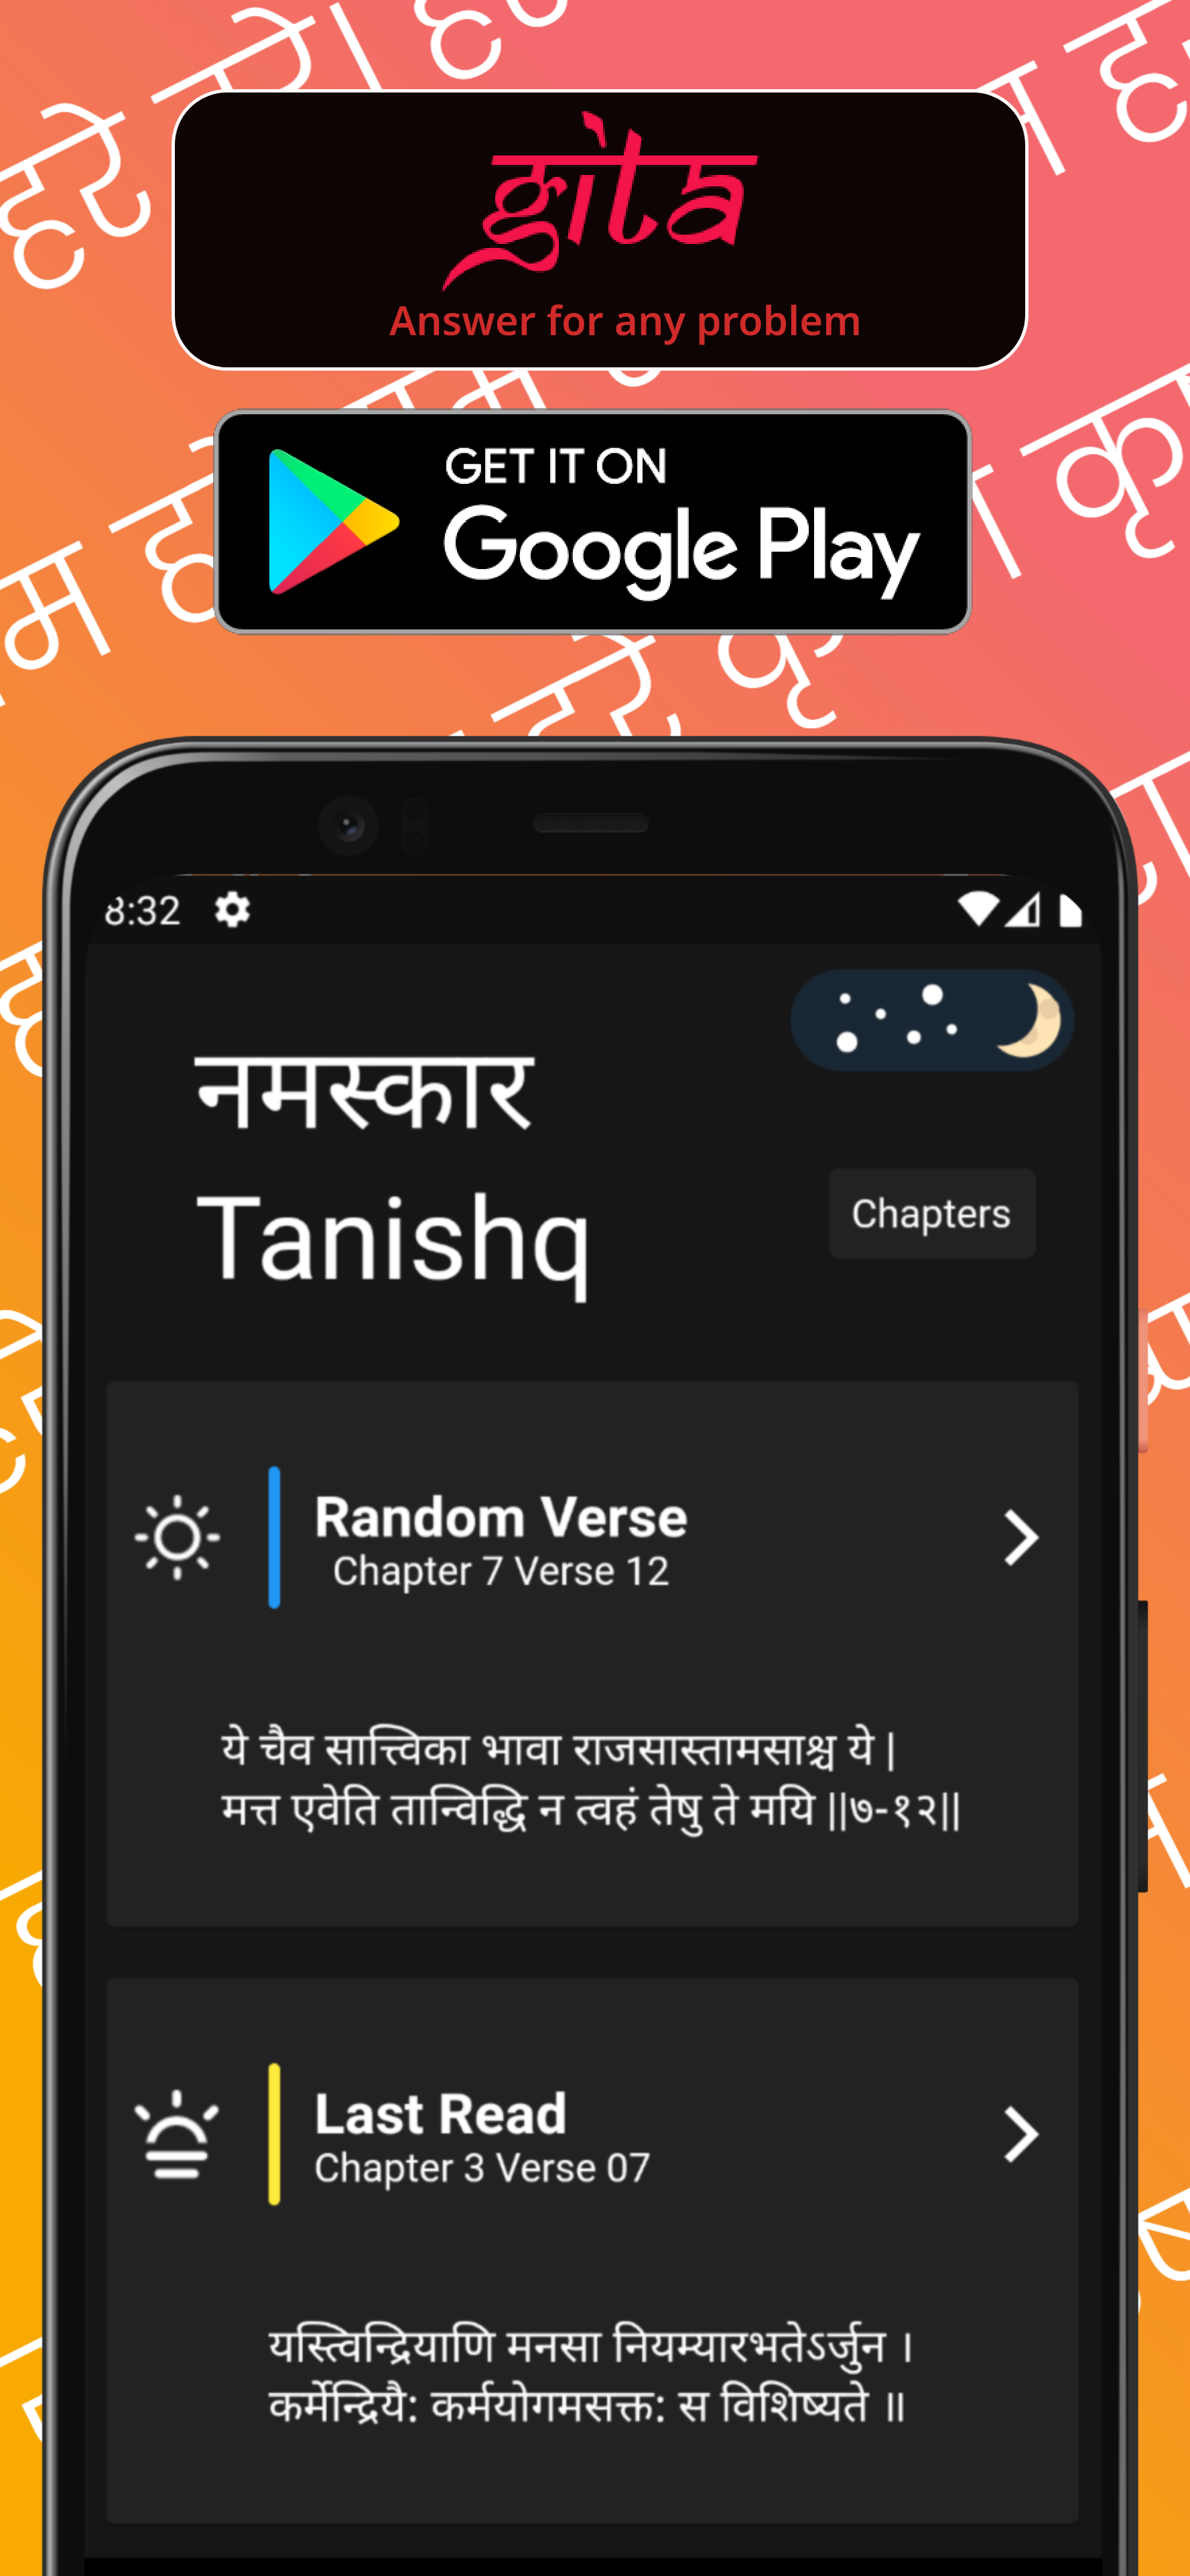 gita
Answer for any problem
GET IT ON
Google Play
8:32
नमस्कार
Tanishq
Chapters
Random Verse
Chapter 7 Verse 12
ये चैव सात्त्विका भावा राजसास्तामसाश्च ये |
मत्त एवेति तान्विद्धि न त्वहं तेषु ते मयि ||७-१२||
Last Read
Chapter 3 Verse 07
यस्त्विन्द्रियाणि मनसा नियम्यारभतेऽर्जुन ।
कर्मेन्द्रियै: कर्मयोगमसक्त: स विशिष्यते ॥